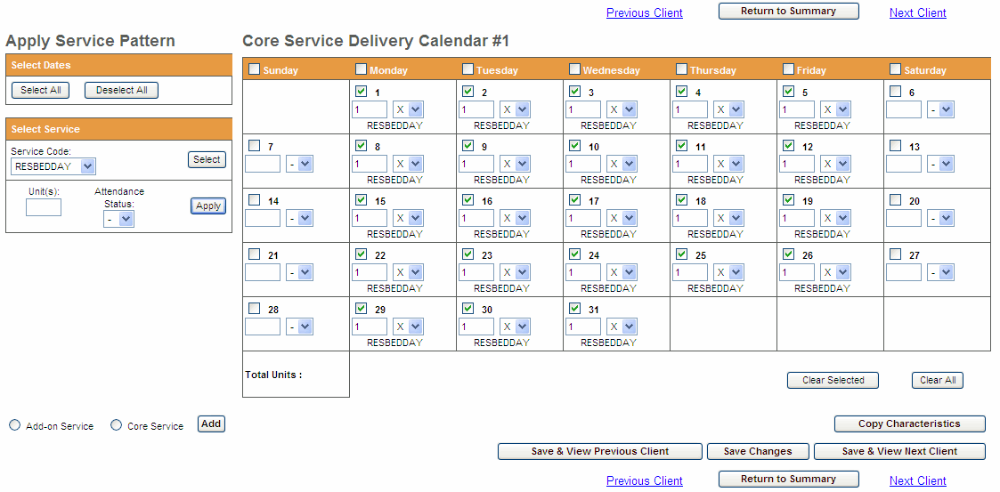 Previous Client Return to Summary Next Client
Apply Service Pattern
Core Service Delivery Calendar #1
Select Dates
Select All Deselect All
Select Service
Service Code:
RESBEDDAY Select
Unit(s): Attendance
Status:
- Apply
Sunday Monday Tuesday Wednesday Thursday Friday Saturday
1 2 3 4 5 6
1 X 1 X 1 X 1 X 1 X -
RESBEDDAY RESBEDDAY RESBEDDAY RESBEDDAY RESBEDDAY
7 8 9 10 11 12 13
- 1 X 1 X 1 X 1 X 1 X -
RESBEDDAY RESBEDDAY RESBEDDAY RESBEDDAY RESBEDDAY
14 15 16 17 18 19 20
- 1 X 1 X 1 X 1 X 1 X -
RESBEDDAY RESBEDDAY RESBEDDAY RESBEDDAY RESBEDDAY
21 22 23 24 25 26 27
- 1 X 1 X 1 X 1 X 1 X -
RESBEDDAY RESBEDDAY RESBEDDAY RESBEDDAY RESBEDDAY
28 29 30 31
- 1 X 1 X 1 X
RESBEDDAY RESBEDDAY RESBEDDAY
Total Units : Clear Selected Clear All
Add-on Service Core Service Add
Copy Characteristics
Save & View Previous Client Save Changes Save & View Next Client
Previous Client Return to Summary Next Client